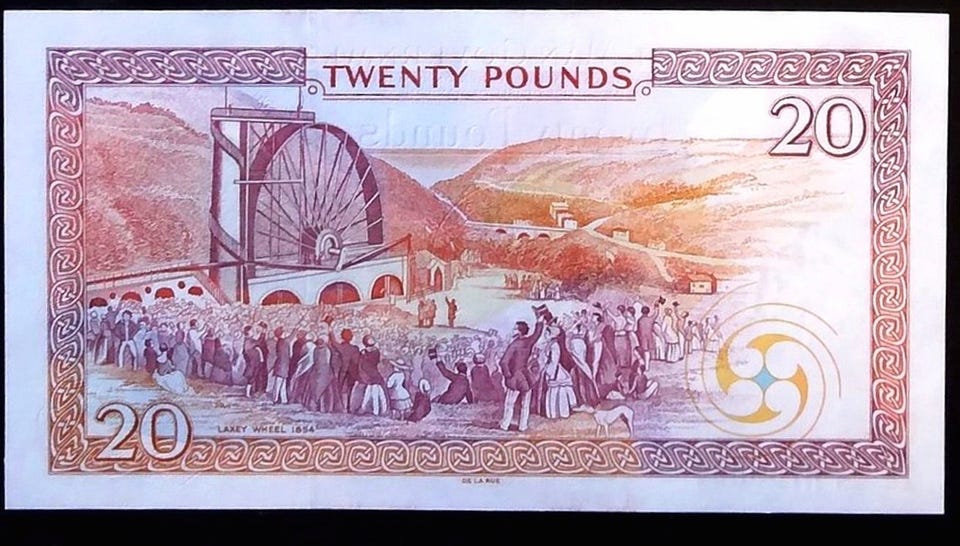 TWENTY POUNDS
20
20
LAXEY WHEEL 1854
DE LA RUE